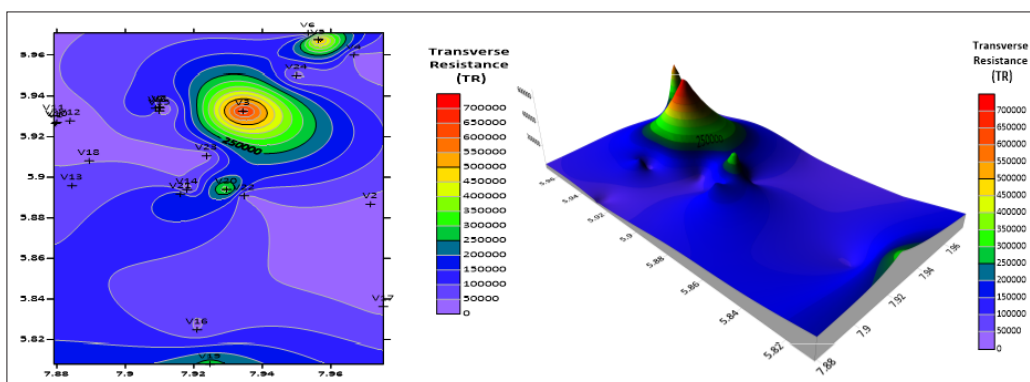 V6
V5
V4
V24
V3
V12
V23
V18
V13
V14
V20
V2
V17
V16
V19
250000
5.96
5.94
5.92
5.9
5.88
5.86
5.84
5.82
7.88
7.9
7.92
7.94
7.96
Transverse
Resistance
(TR)
700000
650000
600000
550000
500000
450000
400000
350000
300000
250000
200000
150000
100000
50000
0
250000
5.96
5.94
5.92
5.9
5.88
5.86
5.84
5.82
7.88
7.9
7.92
7.94
7.96
Transverse
Resistance
(TR)
700000
650000
600000
550000
500000
450000
400000
350000
300000
250000
200000
150000
100000
50000
0